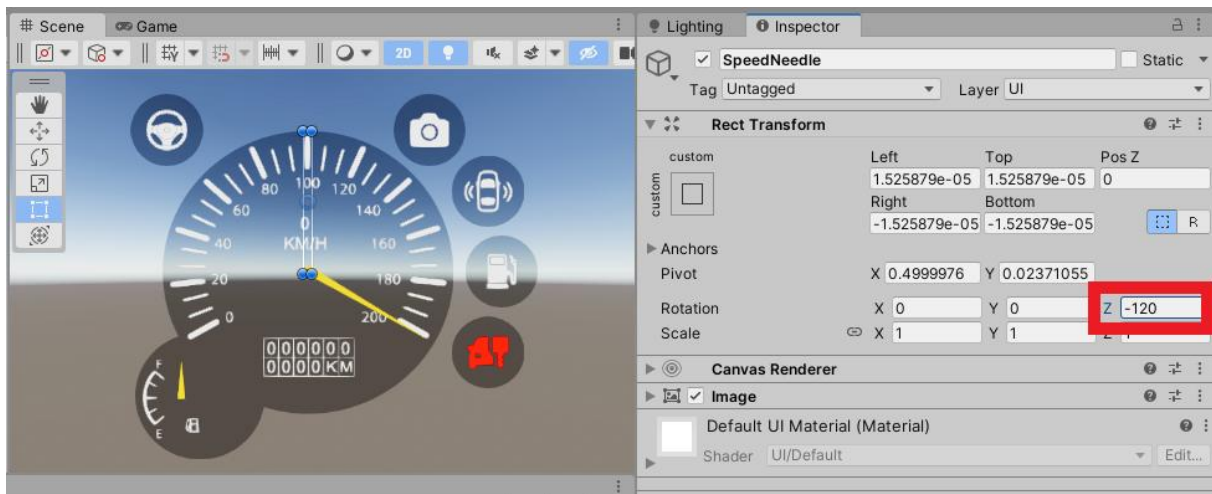 Scene Game
2D
80 100 120
60 140
0
40 KM/H 160
20 180
0 200
000000
0000KM
F
E
Lighting Inspector
SpeedNeedle Static
Tag Untagged Layer UI
Rect Transform
custom Left Top Pos Z
custom 1.525879e-05 1.525879e-05 0
Right Bottom
-1.525879e-05 -1.525879e-05 R
Anchors
Pivot X 0.4999976 Y 0.02371055
Rotation X 0 Y 0 Z -120
Scale X 1 Y 1
Canvas Renderer
Image
Default UI Material (Material)
Shader UI/Default Edit...